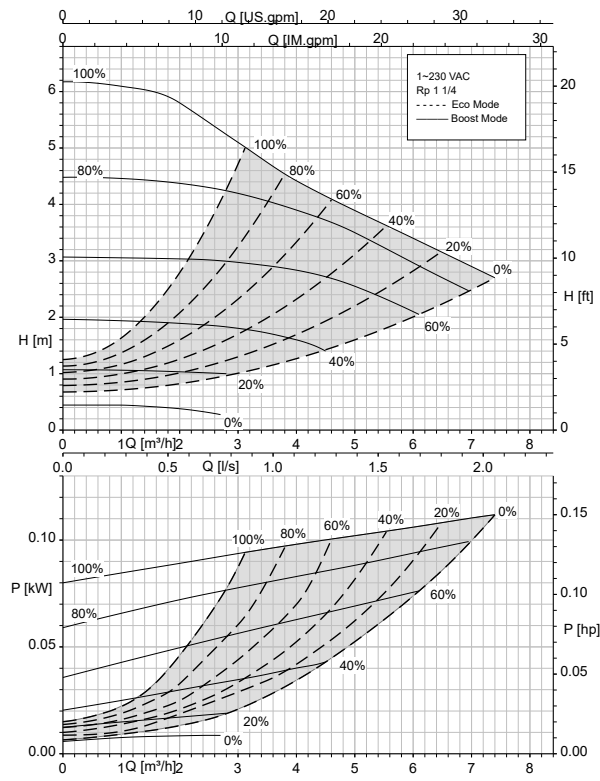 Q [US.gpm]
0 10 20 30
Q [IM.gpm]
0 10 20 30
1~230 VAC
Rp 1 1/4
Eco Mode
Boost Mode
100%
6
20
5
100%
80%
80%
15
4
60%
40%
20%
3
0%
10
H [ft]
2
60%
H [m]
5
40%
1
20%
0%
0
0
0 1 Q [m³/h] 2 3 4 5 6 7 8
0.0 0.5 Q [l/s] 1.0 1.5 2.0
0.10
100% 80% 60% 40% 20% 0%
0.15
100%
P [kW]
0.10
60%
80%
P [hp]
0.05
0.05
40%
20%
0%
0.00
0.00
0 1 Q [m³/h] 2 3 4 5 6 7 8